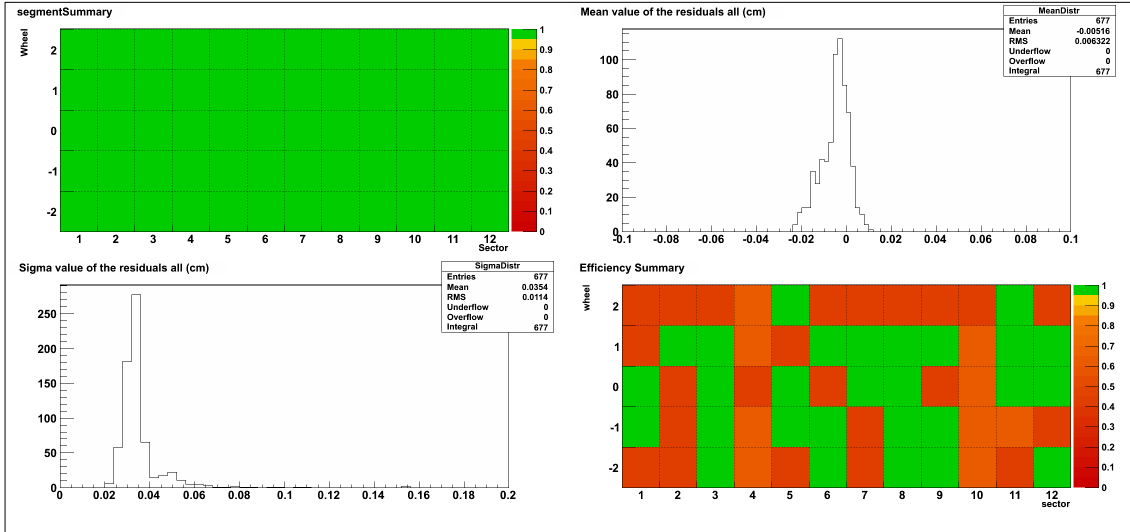 segmentSummary
Wheel
2
1
0
-1
-2
1 2 3 4 5 6 7 8 9 10 11 12
Sector
1
0.9
0.8
0.7
0.6
0.5
0.4
0.3
0.2
0.1
0
Mean value of the residuals all (cm)
MeanDistr
Entries 677
Mean -0.00516
RMS 0.006322
Underflow 0
Overflow 0
Integral 677
100
80
60
40
20
0
-0.1 -0.08 -0.06 -0.04 -0.02 0 0.02 0.04 0.06 0.08 0.1
Sigma value of the residuals all (cm)
SigmaDistr
Entries 677
Mean 0.0354
RMS 0.0114
Underflow 0
Overflow 0
Integral 677
250
200
150
100
50
0
0 0.02 0.04 0.06 0.08 0.1 0.12 0.14 0.16 0.18 0.2
Efficiency Summary
wheel
2
1
0
-1
-2
1 2 3 4 5 6 7 8 9 10 11 12
sector
1
0.9
0.8
0.7
0.6
0.5
0.4
0.3
0.2
0.1
0